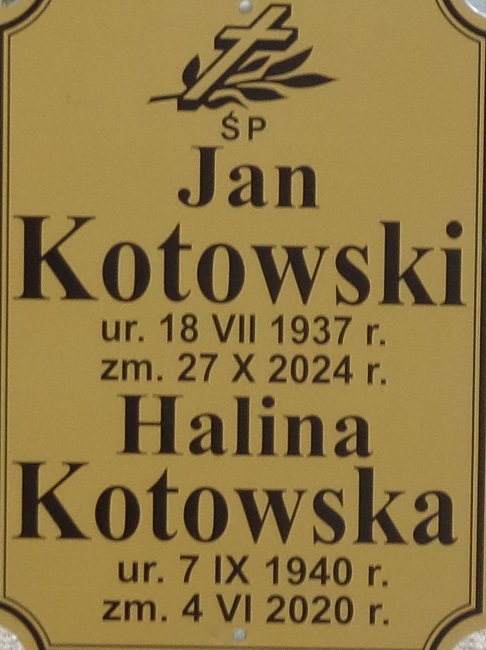 ŚP
Jan
Kotowski
ur. 18 VII 1937 r.
zm. 27 X 2024 r.
Halina
Kotowska
ur. 7 IX 1940 r.
zm. 4 VI 2020 r.